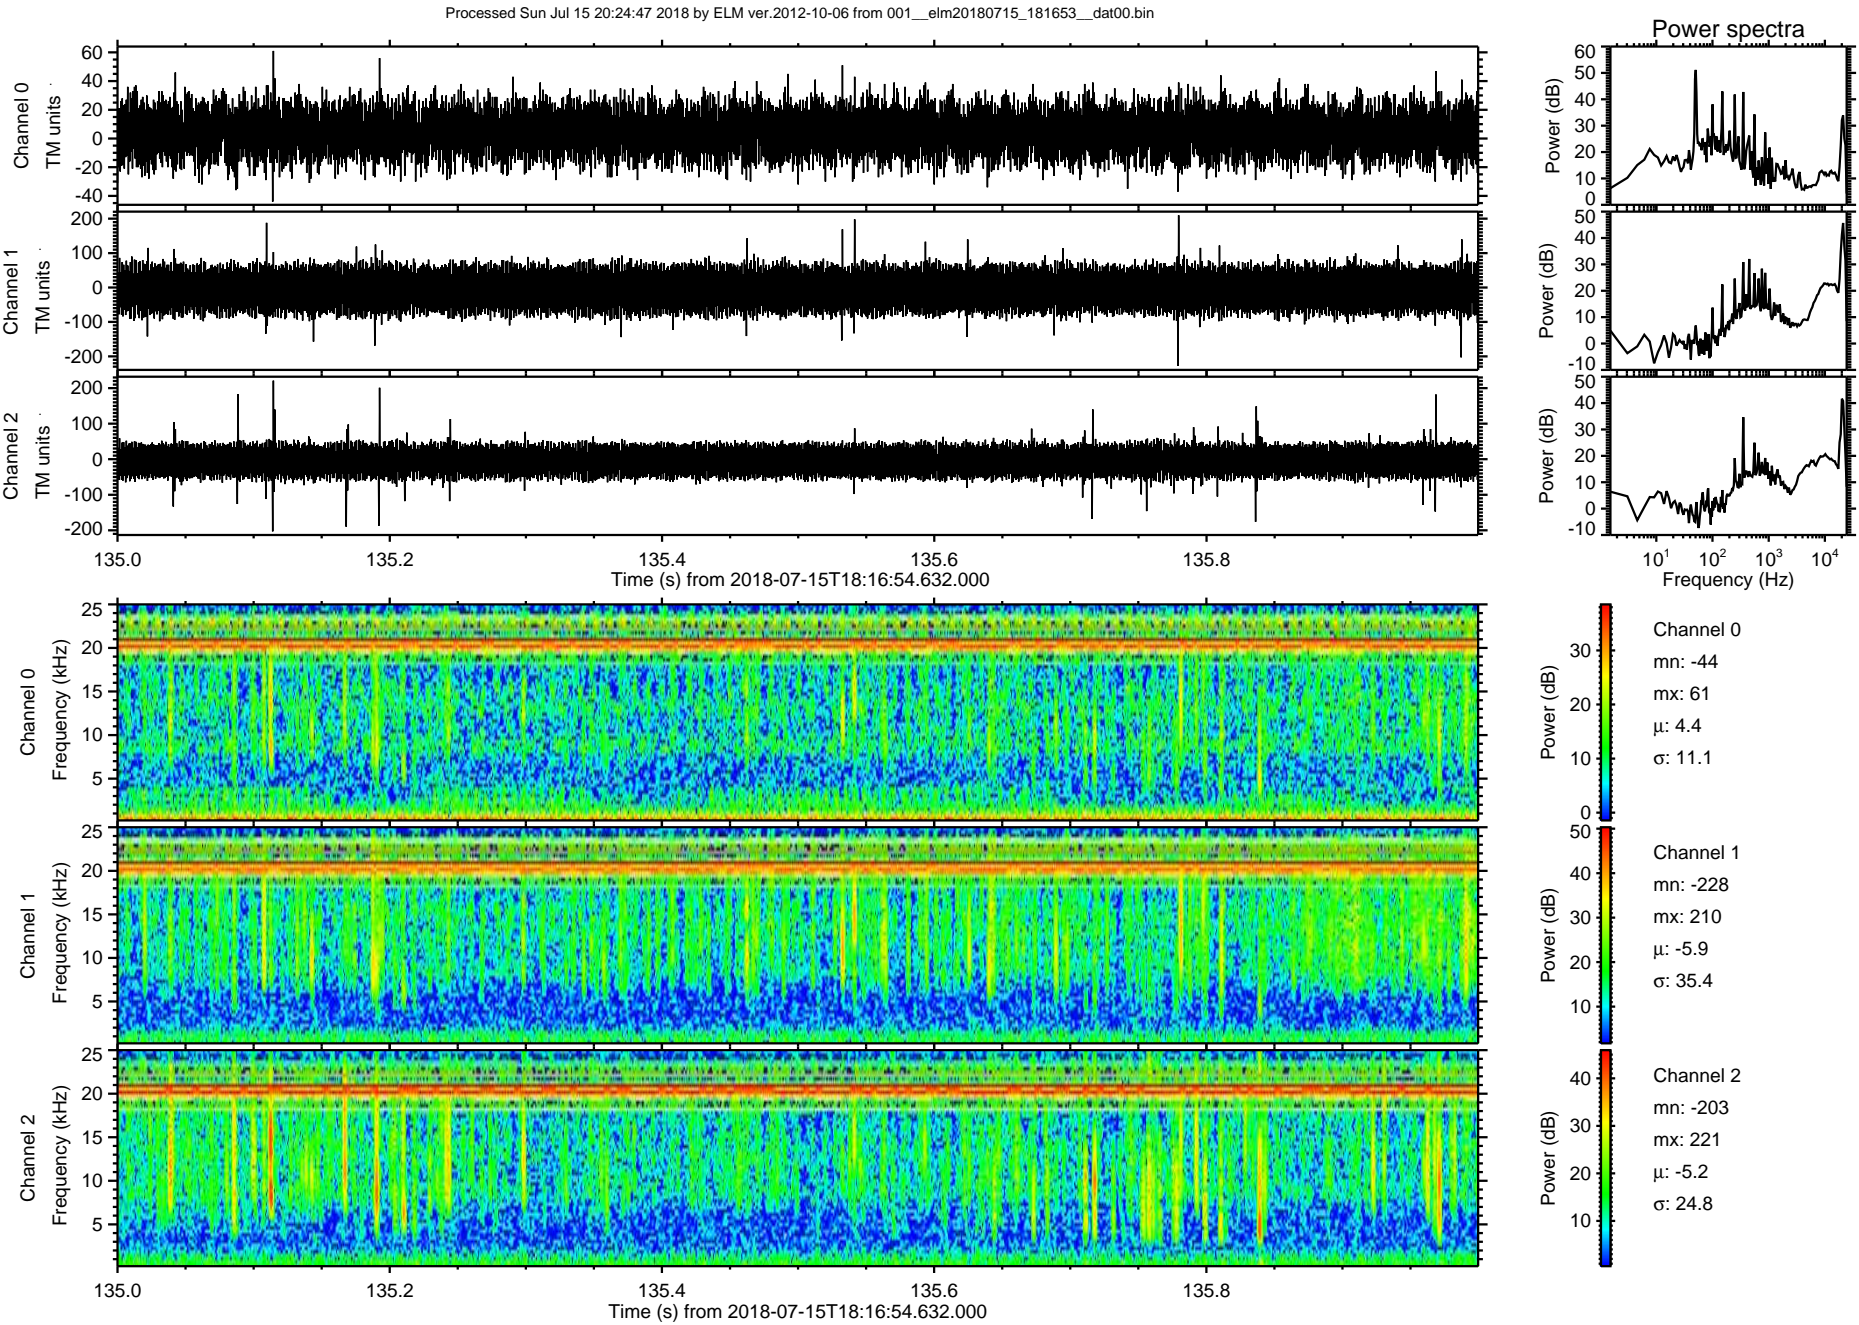 Processed Sun Jul 15 20:24:47 2018 by ELM ver.2012-10-06 from 001__elm20180715_181653__dat00.bin
Power spectra
Channel 0
TM units
60
40
20
0
-20
-40
Power (dB)
60
50
40
30
20
10
0
Channel 1
TM units
200
100
0
-100
-200
Power (dB)
50
40
30
20
10
0
-10
Channel 2
TM units
200
100
0
-100
-200
Power (dB)
50
40
30
20
10
0
-10
135.0 135.2 135.4 135.6 135.8
Time (s) from 2018-07-15T18:16:54.632.000
10¹ 10² 10³ 10⁴
Frequency (Hz)
Channel 0
Frequency (kHz)
25
20
15
10
5
Power (dB)
30
20
10
0
Channel 0
mn: -44
mx: 61
μ: 4.4
σ: 11.1
Channel 1
Frequency (kHz)
25
20
15
10
5
Power (dB)
50
40
30
20
10
Channel 1
mn: -228
mx: 210
μ: -5.9
σ: 35.4
Channel 2
Frequency (kHz)
25
20
15
10
5
Power (dB)
40
30
20
10
Channel 2
mn: -203
mx: 221
μ: -5.2
σ: 24.8
135.0 135.2 135.4 135.6 135.8
Time (s) from 2018-07-15T18:16:54.632.000